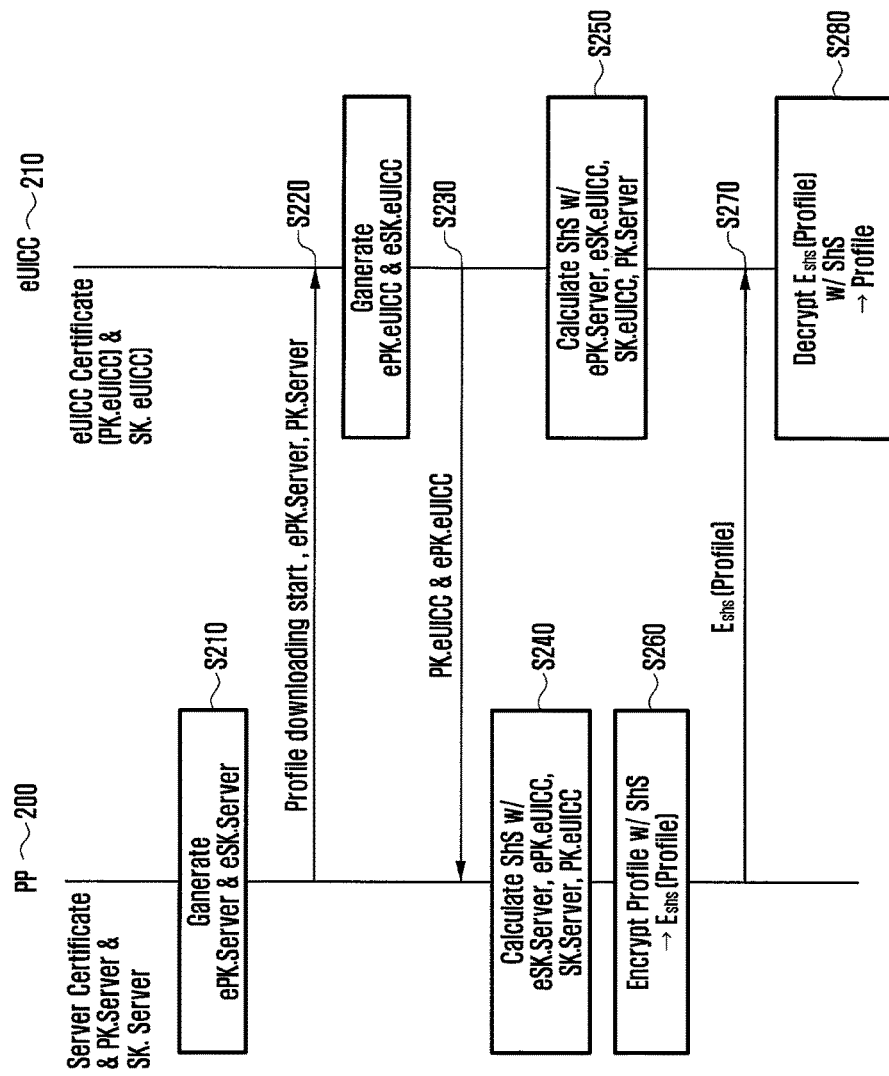 PP ~200
eUICC ~210
Server Certificate
& PK.Server &
SK. Server
eUICC Certificate
(PK.eUICC) &
SK. eUICC)
Ganerate
ePK.Server & eSK.Server
S210
Profile downloading start , ePK.Server, PK.Server
S220
Ganerate
ePK.eUICC & eSK.eUICC
PK.eUICC & ePK.eUICC
S230
Calculate ShS w/
eSK.Server, ePK.eUICC,
SK.Server, PK.eUICC
S240
Calculate ShS w/
ePK.Server, eSK.eUICC,
SK.eUICC, PK.Server
S250
Encrypt Profile w/ ShS
→ Eshs (Profile)
S260
Eshs (Profile)
S270
Decrypt Eshs (Profile)
w/ ShS
→ Profile
S280